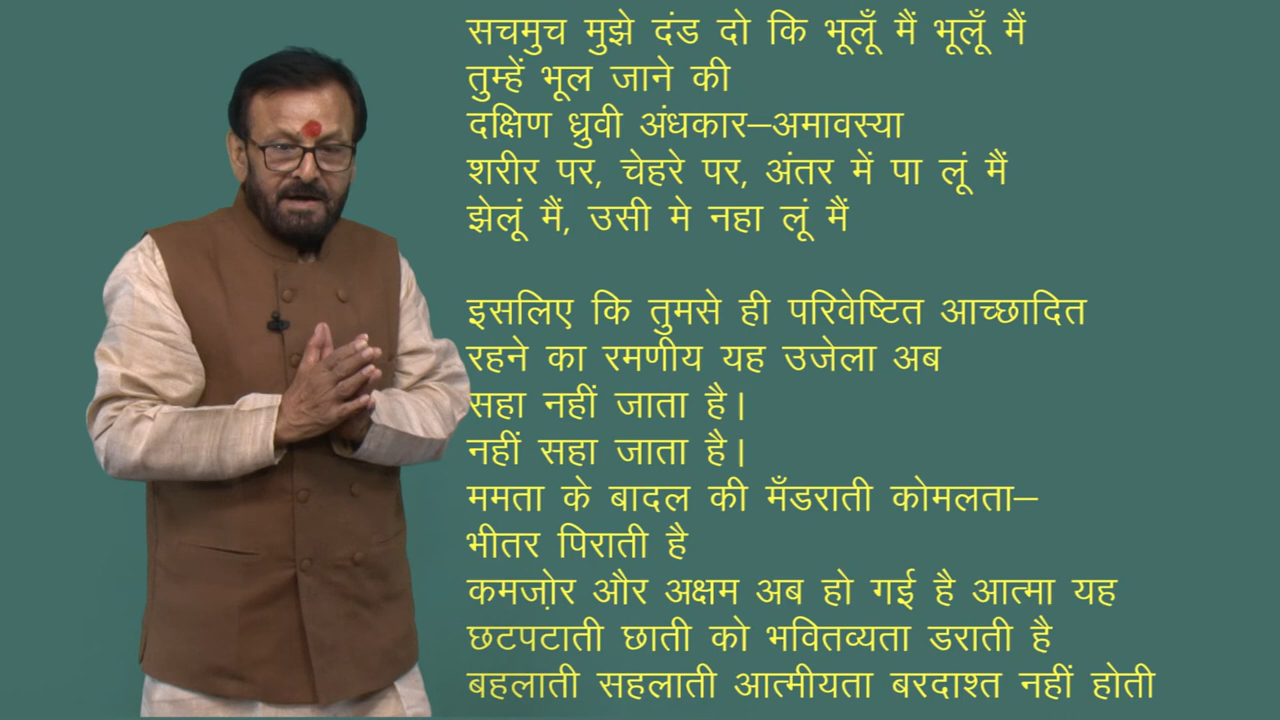 सचमुच मुझे दंड दो कि भूलूँ मैं भूलूँ मैं
तुम्हें भूल जाने की
दक्षिण ध्रुवी अंधकार–अमावस्या
शरीर पर, चेहरे पर, अंतर में पा लूं मैं
झेलूं मैं, उसी मे नहा लूं मैं
इसलिए कि तुमसे ही परिवेष्टित आच्छादित
रहने का रमणीय यह उजेला अब
सहा नहीं जाता है।
नहीं सहा जाता है।
ममता के बादल की मँडराती कोमलता–
भीतर पिराती है
कमजो़र और अक्षम अब हो गई है आत्मा यह
छटपटाती छाती को भवितव्यता डराती है
बहलाती सहलाती आत्मीयता बरदाश्त नहीं होती